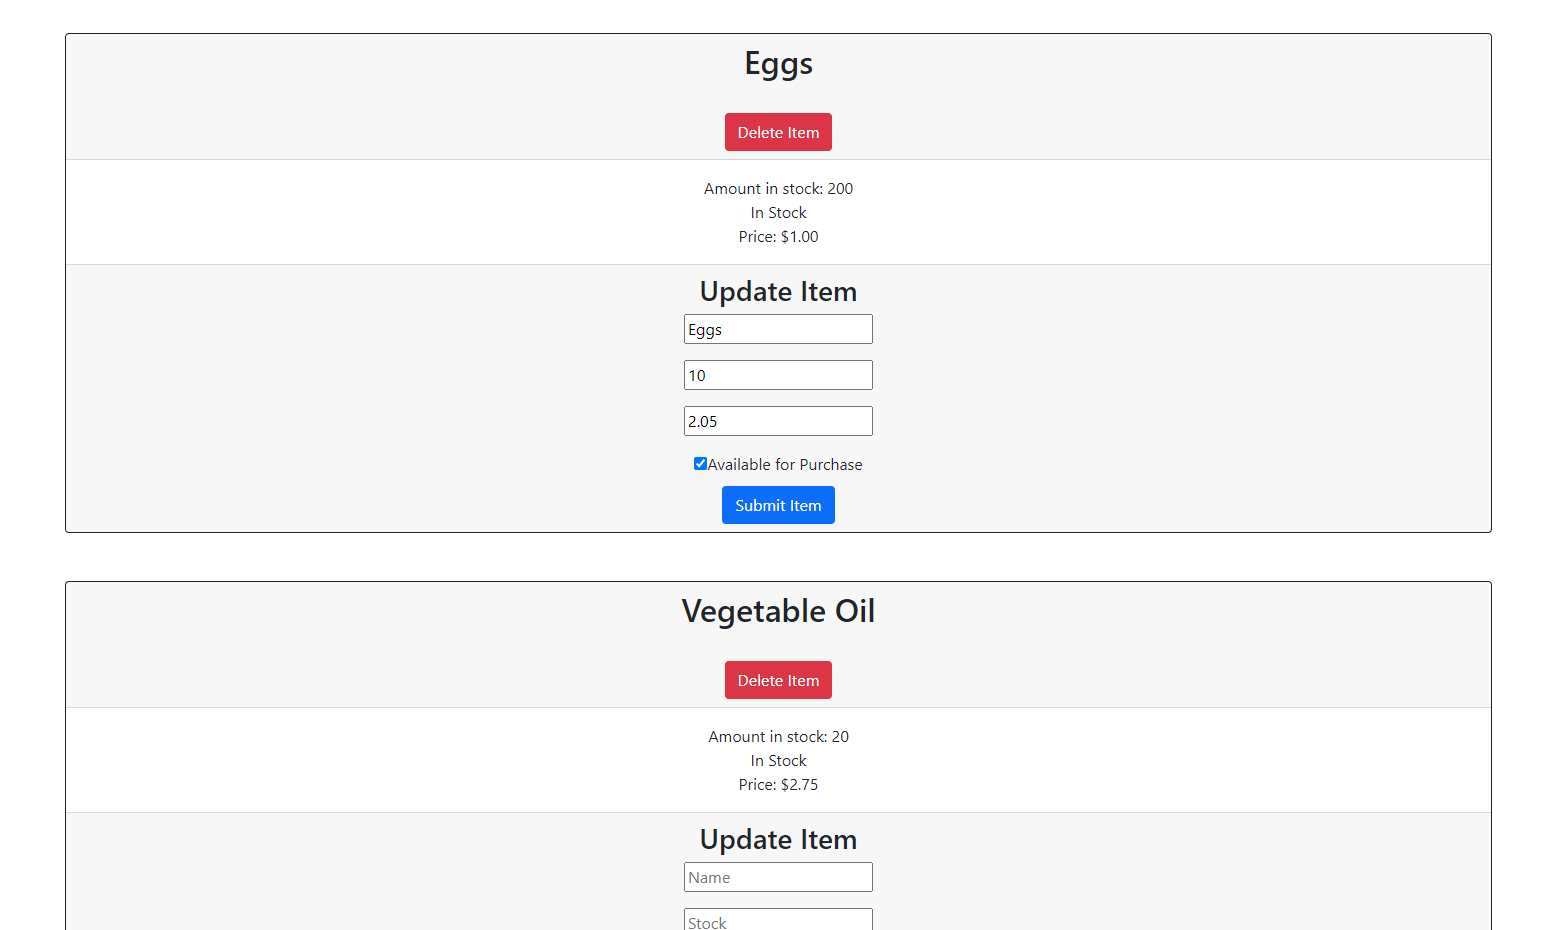 Eggs
Delete Item
Amount in stock: 200
In Stock
Price: $1.00
Update Item
Eggs
10
2.05
Available for Purchase
Submit Item
Vegetable Oil
Delete Item
Amount in stock: 20
In Stock
Price: $2.75
Update Item
Name
Stock